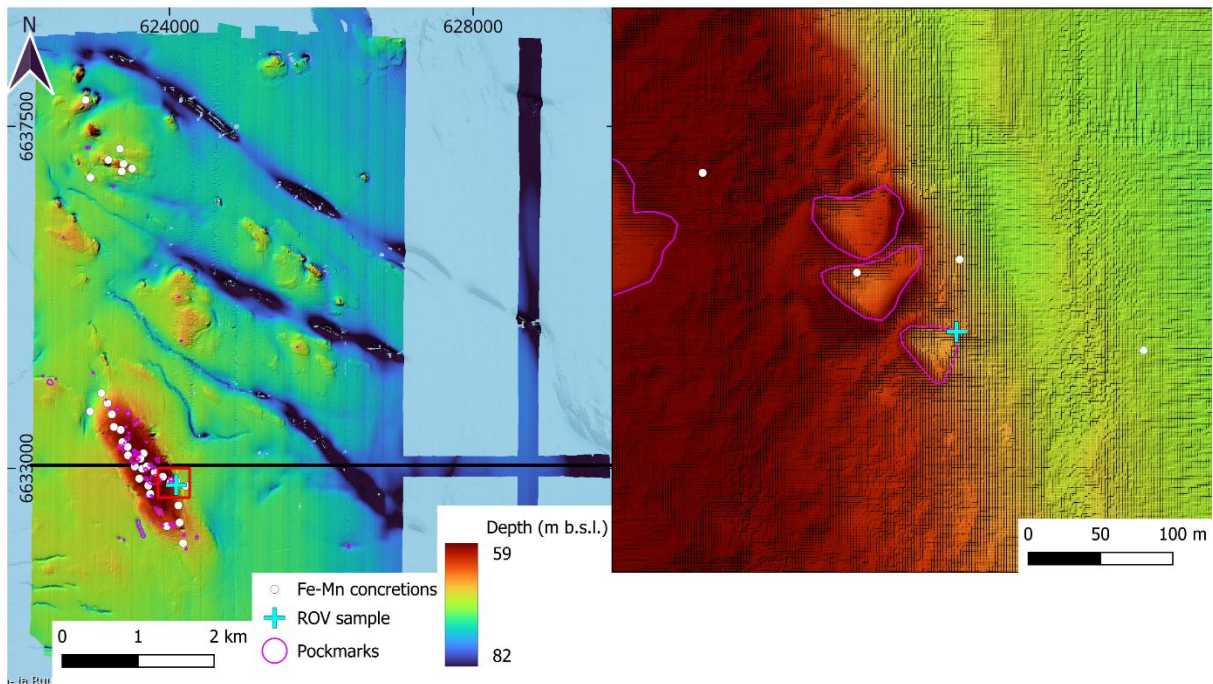 N
624000
628000
6637500
6633000
Depth (m b.s.l.)
59
82
Fe-Mn concretions
ROV sample
Pockmarks
0 1 2 km
0 50 100 m